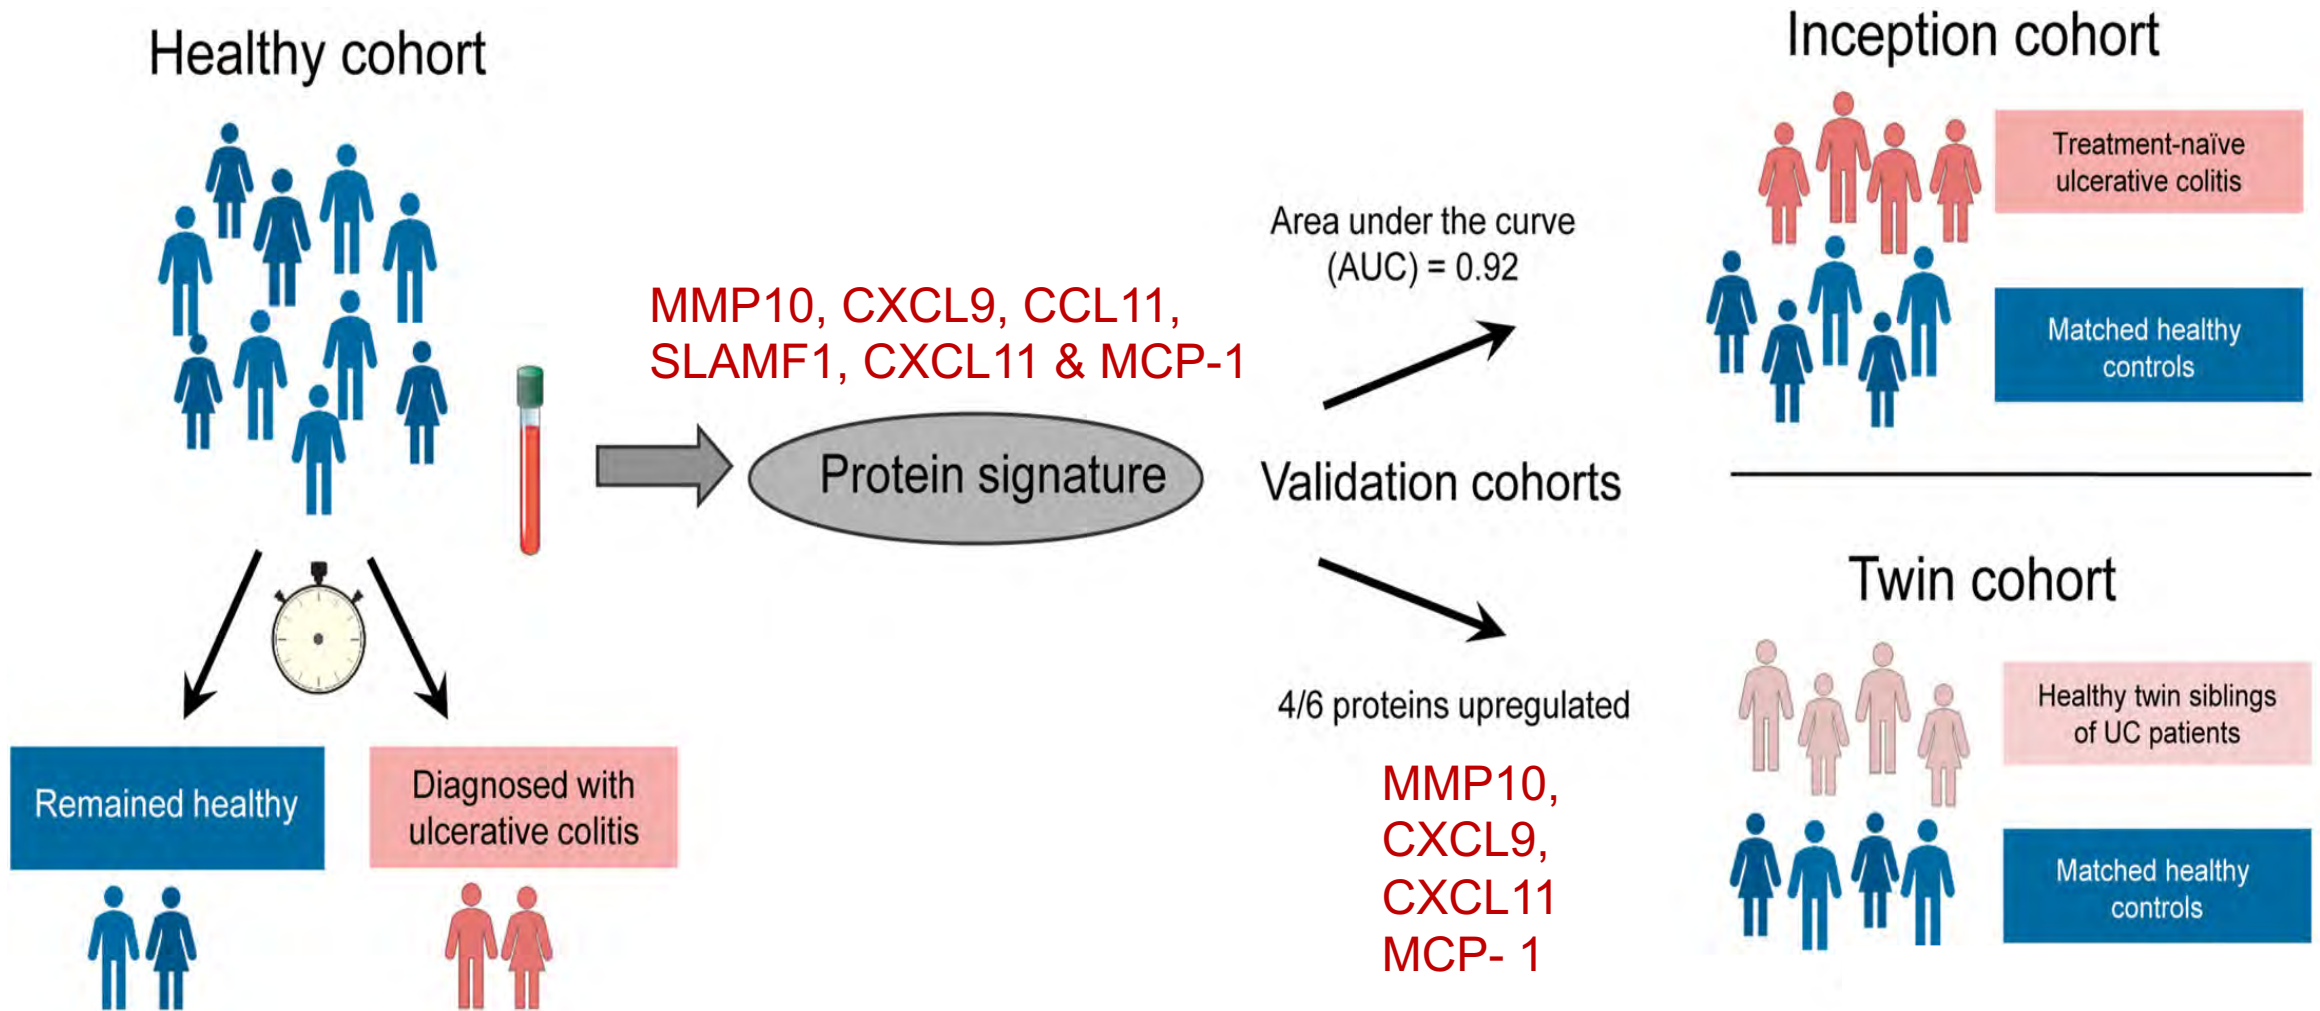 Healthy cohort
Remained healthy
Diagnosed with
ulcerative colitis
MMP10, CXCL9, CCL11,
SLAMF1, CXCL11 & MCP-1
Protein signature
Area under the curve
(AUC) = 0.92
Validation cohorts
4/6 proteins upregulated
MMP10,
CXCL9,
CXCL11
MCP- 1
Inception cohort
Treatment-naïve
ulcerative colitis
Matched healthy
controls
Twin cohort
Healthy twin siblings
of UC patients
Matched healthy
controls